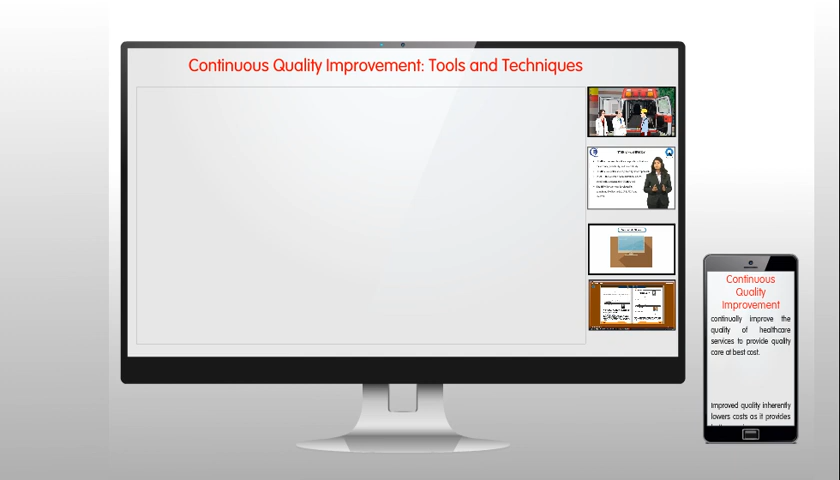 Continuous Quality Improvement: Tools and Techniques
Continuous
Quality
Improvement
continually improve the
quality of healthcare
services to provide quality
care at best cost.
Improved quality inherently
lowers costs as it provides